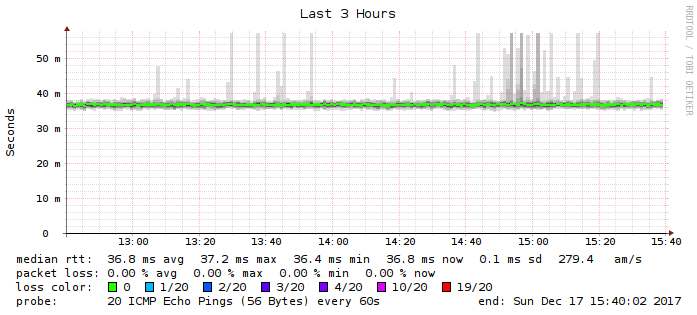 Last 3 Hours
RRDTOOL / TOBI OETIKER
Seconds
50 m
40 m
30 m
20 m
10 m
0
13:00 13:20 13:40 14:00 14:20 14:40 15:00 15:20 15:40
median rtt: 36.8 ms avg 37.2 ms max 36.4 ms min 36.8 ms now 0.1 ms sd 279.4 am/s
packet loss: 0.00 % avg 0.00 % max 0.00 % min 0.00 % now
loss color: 0 1/20 2/20 3/20 4/20 10/20 19/20
probe: 20 ICMP Echo Pings (56 Bytes) every 60s end: Sun Dec 17 15:40:02 2017